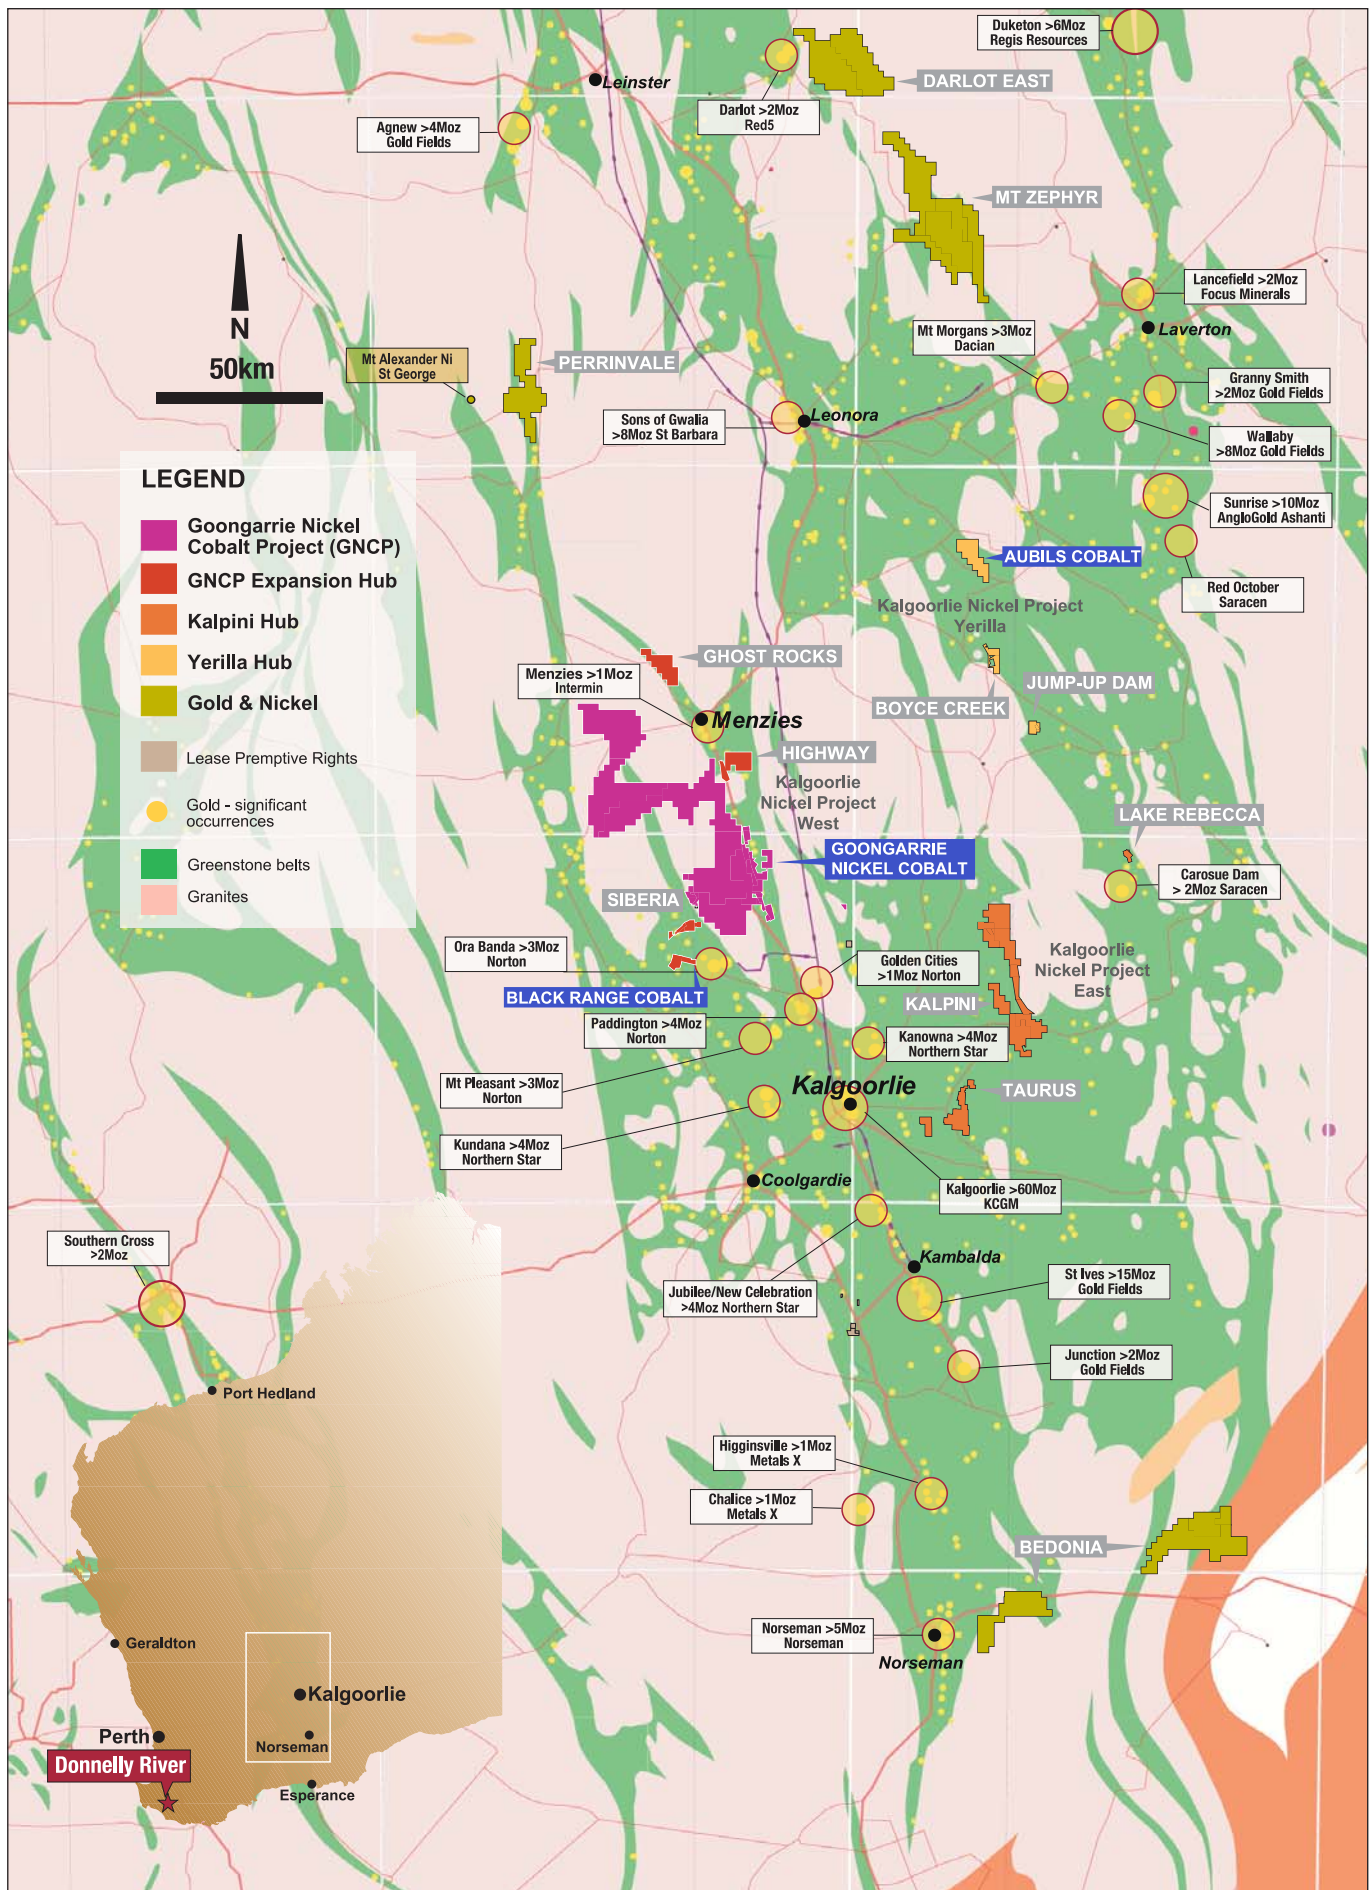 Duketon >6Moz
Regis Resources
Leinster
DARLOT EAST
Darlot >2Moz
Red5
Agnew >4Moz
Gold Fields
MT ZEPHYR
N
50km
Lancefield >2Moz
Focus Minerals
Laverton
Mt Morgans >3Moz
Dacian
Mt Alexander Ni
St George
PERRINVALE
Granny Smith
>2Moz Gold Fields
Sons of Gwalia
>8Moz St Barbara
Leonora
Wallaby
>8Moz Gold Fields
LEGEND
Goongarrie Nickel
Cobalt Project (GNCP)
GNCP Expansion Hub
Kalpini Hub
Yerilla Hub
Gold & Nickel
Lease Premptive Rights
Gold - significant
occurrences
Greenstone belts
Granites
Sunrise >10Moz
AngloGold Ashanti
AUBILS COBALT
Red October
Saracen
Kalgoorlie Nickel Project
Yerilla
GHOST ROCKS
Menzies >1Moz
Intermin
JUMP-UP DAM
BOYCE CREEK
Menzies
HIGHWAY
Kalgoorlie
Nickel Project
West
LAKE REBECCA
GOONGARRIE
NICKEL COBALT
Carosue Dam
> 2Moz Saracen
SIBERIA
Ora Banda >3Moz
Norton
Golden Cities
>1Moz Norton
Kalgoorlie
Nickel Project
East
BLACK RANGE COBALT
KALPINI
Paddington >4Moz
Norton
Kanowna >4Moz
Northern Star
Mt Pleasant >3Moz
Norton
Kalgoorlie
TAURUS
Kundana >4Moz
Northern Star
Coolgardie
Kalgoorlie >60Moz
KCGM
Southern Cross
>2Moz
Kambalda
Jubilee/New Celebration
>4Moz Northern Star
St Ives >15Moz
Gold Fields
Junction >2Moz
Gold Fields
Port Hedland
Higginsville >1Moz
Metals X
Chalice >1Moz
Metals X
BEDONIA
Norseman >5Moz
Norseman
Norseman
Geraldton
Kalgoorlie
Perth
Norseman
Donnelly River
Esperance